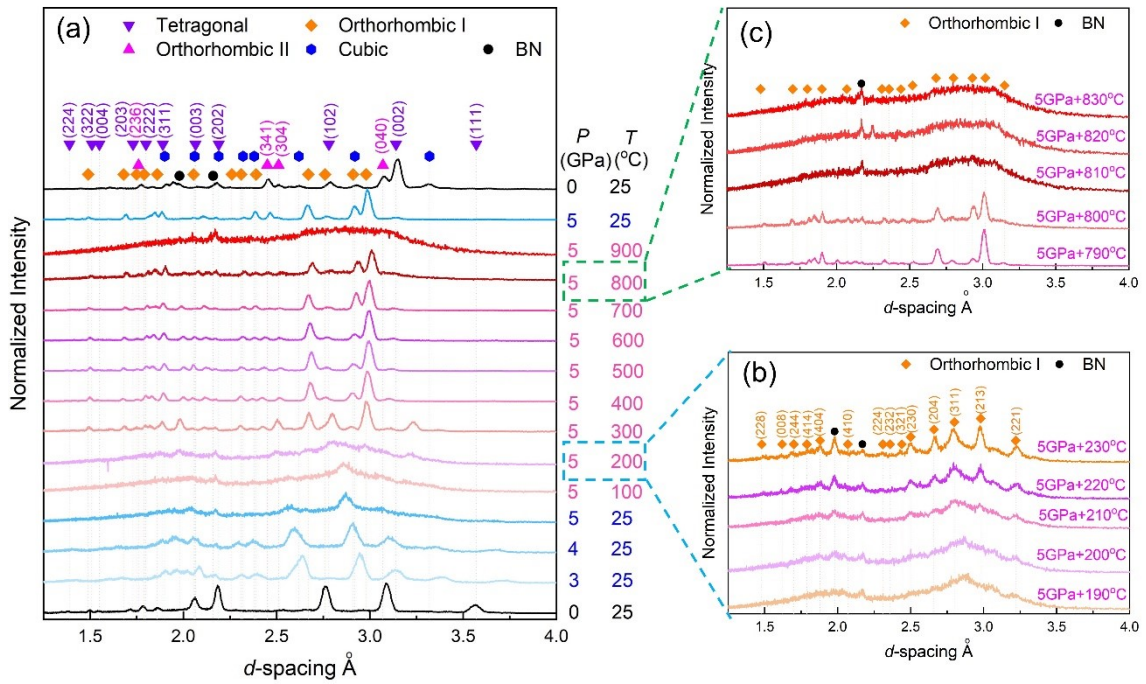 (a)
Tetragonal
Orthorhombic I
Orthorhombic II
Cubic
BN
(224)
(322)
(004)
(203)
(236)
(222)
(311)
(003)
(202)
(341)
(304)
(102)
(040)
(002)
(111)
P
(GPa)
T
(°C)
0 25
5 25
5 900
5 800
5 700
5 600
5 500
5 400
5 300
5 200
5 100
5 25
4 25
3 25
0 25
Normalized Intensity
1.5 2.0 2.5 3.0 3.5 4.0
d-spacing Å
(c)
Orthorhombic I
BN
5GPa+830°C
5GPa+820°C
5GPa+810°C
5GPa+800°C
5GPa+790°C
Normalized Intensity
1.5 2.0 2.5 3.0 3.5 4.0
d-spacing Å
(b)
Orthorhombic I
BN
(228)
(008)
(244)
(414)
(404)
(410)
(224)
(232)
(321)
(230)
(204)
(311)
(213)
(221)
5GPa+230°C
5GPa+220°C
5GPa+210°C
5GPa+200°C
5GPa+190°C
Normalized Intensity
1.5 2.0 2.5 3.0 3.5 4.0
d-spacing Å